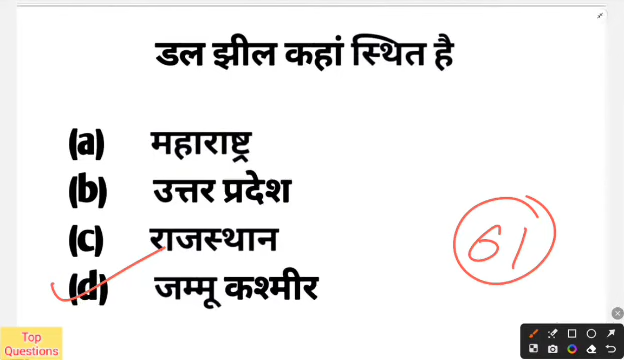 डल झील कहां स्थित है
(a) महाराष्ट्र
(b) उत्तर प्रदेश
(c) राजस्थान
(d) जम्मू कश्मीर
61
Top
Questions